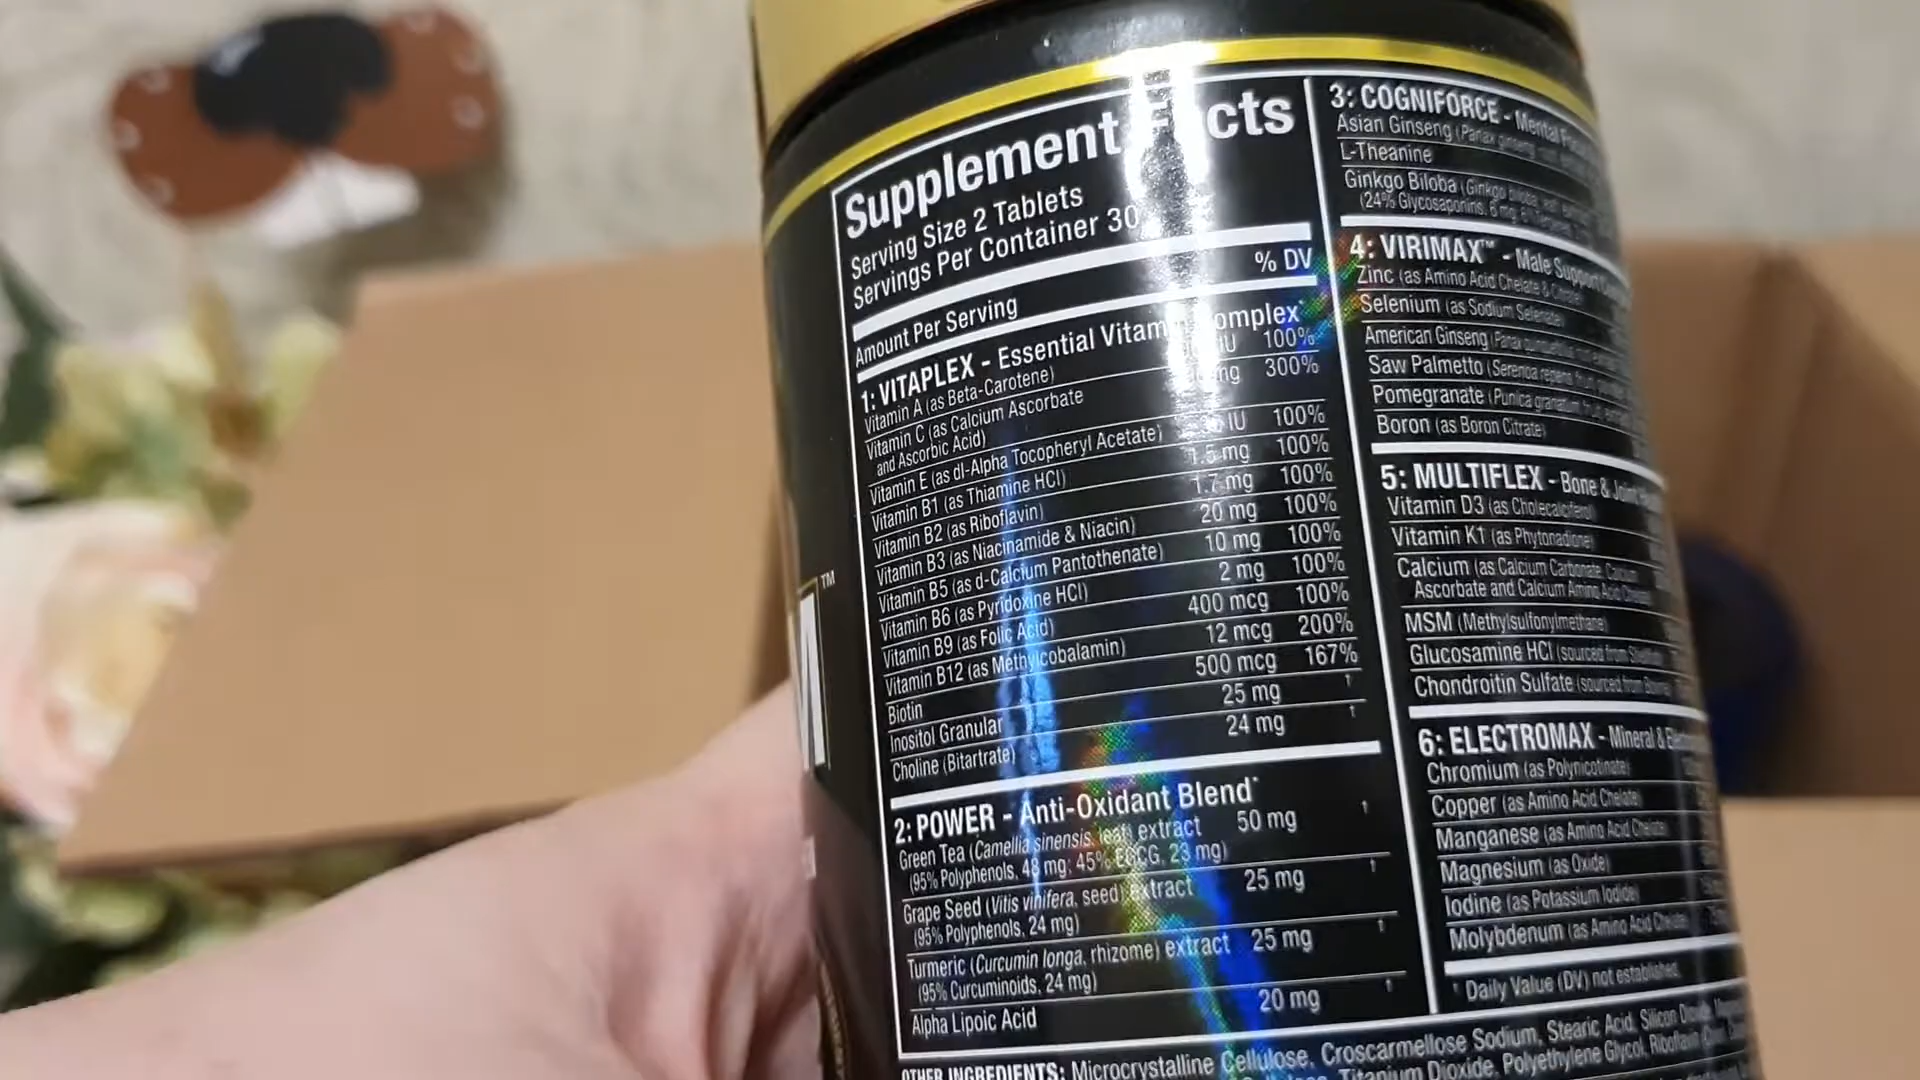 Supplement Facts
Serving Size 2 Tablets
Servings Per Container 30
% DV
Amount Per Serving
1: VITAPLEX - Essential Vitamin Complex*
Vitamin A (as Beta-Carotene) IU 100%
Vitamin C (as Calcium Ascorbate mg 300%
and Ascorbic Acid)
Vitamin E (as dl-Alpha Tocopheryl Acetate) IU 100%
Vitamin B1 (as Thiamine HCl) 1.5 mg 100%
Vitamin B2 (as Riboflavin) 1.7 mg 100%
Vitamin B3 (as Niacinamide & Niacin) 20 mg 100%
Vitamin B5 (as d-Calcium Pantothenate) 10 mg 100%
Vitamin B6 (as Pyridoxine HCl) 2 mg 100%
Vitamin B9 (as Folic Acid) 400 mcg 100%
Vitamin B12 (as Methylcobalamin) 12 mcg 200%
Biotin 500 mcg 167%
Inositol Granular 25 mg †
Choline (Bitartrate) 24 mg †
2: POWER - Anti-Oxidant Blend*
Green Tea (Camellia sinensis, leaf) extract 50 mg †
(95% Polyphenols, 48 mg; 45% EGCG, 23 mg)
Grape Seed (Vitis vinifera, seed) extract 25 mg †
(95% Polyphenols, 24 mg)
Turmeric (Curcumin longa, rhizome) extract 25 mg †
(95% Curcuminoids, 24 mg)
Alpha Lipoic Acid 20 mg †
3: COGNIFORCE - Mental
Asian Ginseng (Panax ginseng
L-Theanine
Ginkgo Biloba (Ginkgo biloba
(24% Glycosaponins, 6 mg
4: VIRIMAX™ - Male Support
Zinc (as Amino Acid Chelate &
Selenium (as Sodium Selenate)
American Ginseng (Panax
Saw Palmetto (Serenoa repens fruit
Pomegranate (Punica granatum fruit
Boron (as Boron Citrate)
5: MULTIFLEX - Bone & Joint
Vitamin D3 (as Cholecalciferol)
Vitamin K1 (as Phytonadione)
Calcium (as Calcium Carbonate, Calcium
Ascorbate and Calcium Amino Acid Chelate)
MSM (Methylsulfonylmethane)
Glucosamine HCl (sourced from Shellfish)
Chondroitin Sulfate (sourced from Bovine)
6: ELECTROMAX - Mineral &
Chromium (as Polynicotinate)
Copper (as Amino Acid Chelate)
Manganese (as Amino Acid Chelate)
Magnesium (as Oxide)
Iodine (as Potassium Iodide)
Molybdenum (as Amino Acid Chelate)
† Daily Value (DV) not established.
OTHER INGREDIENTS: Microcrystalline Cellulose, Croscarmellose Sodium, Stearic Acid, Silicon Dioxide,
Titanium Dioxide, Polyethylene Glycol, Riboflavin
M™